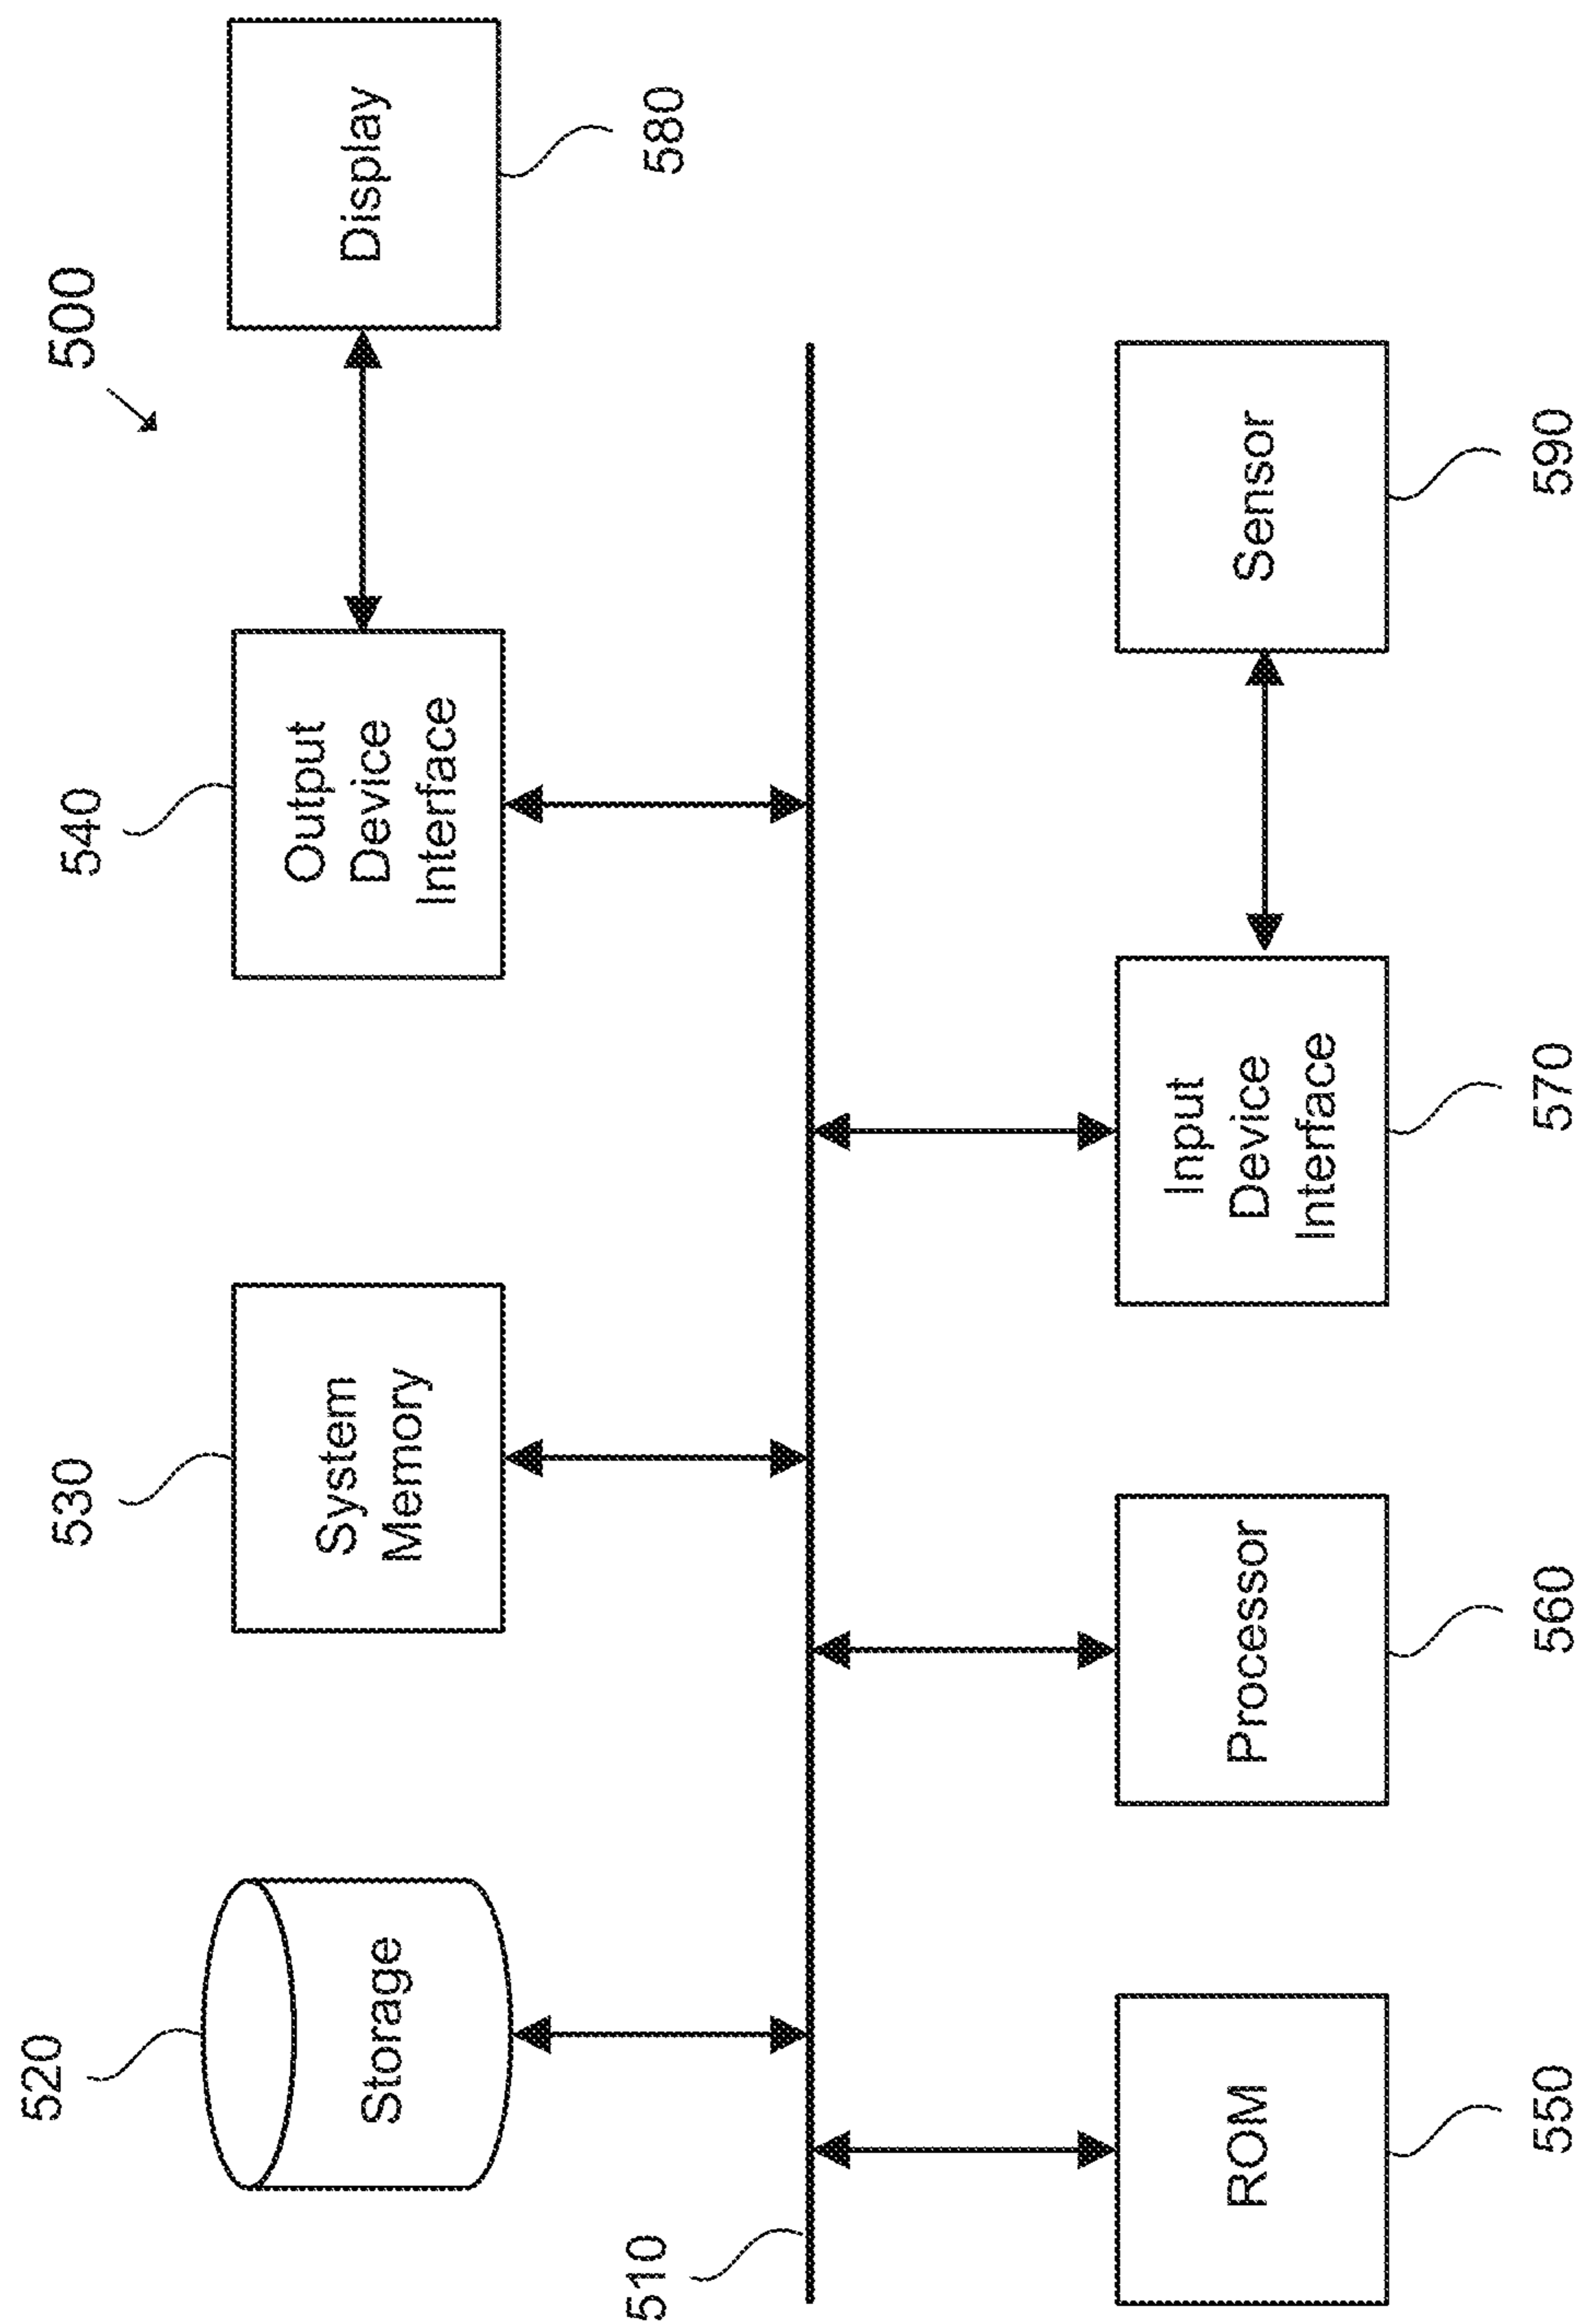 500
520
530
540
Storage
System
Memory
Output
Device
Interface
Display
580
510
ROM
Processor
Input
Device
Interface
Sensor
550
560
570
590